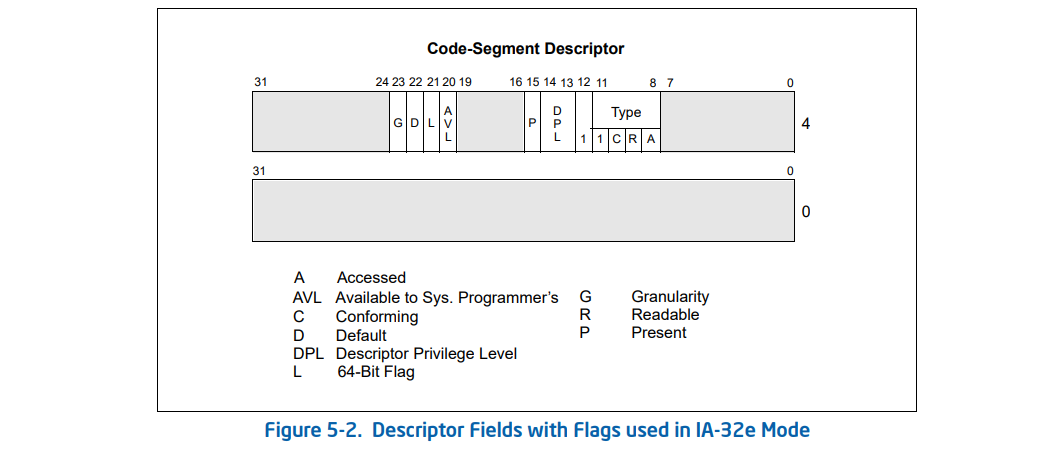 Code-Segment Descriptor
31 24 23 22 21 20 19 16 15 14 13 12 11 8 7 0
G D L AVL P DPL 1 Type 4
1 C R A
31 0
0
A Accessed
AVL Available to Sys. Programmer's G Granularity
C Conforming R Readable
D Default P Present
DPL Descriptor Privilege Level
L 64-Bit Flag
Figure 5-2. Descriptor Fields with Flags used in IA-32e Mode